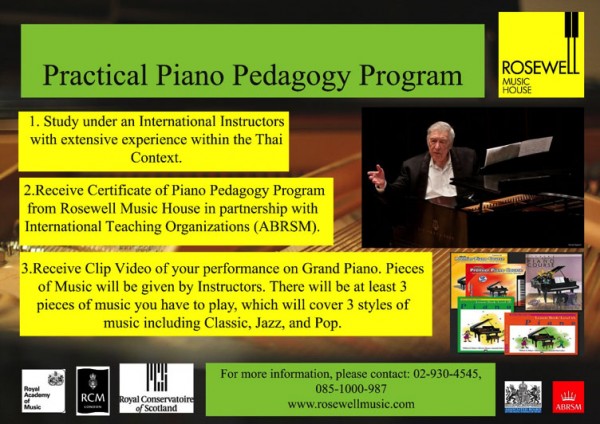 Practical Piano Pedagogy Program
ROSEWELL
MUSIC
HOUSE
1. Study under an International Instructors
with extensive experience within the Thai
Context.
2.Receive Certificate of Piano Pedagogy Program
from Rosewell Music House in partnership with
International Teaching Organizations (ABRSM).
3.Receive Clip Video of your performance on Grand Piano. Pieces
of Music will be given by Instructors. There will be at least 3
pieces of music you have to play, which will cover 3 styles of
music including Classic, Jazz, and Pop.
Royal
Academy
of Music
RCM
LONDON
Royal Conservatoire
of Scotland
For more information, please contact: 02-930-4545,
085-1000-987
www.rosewellmusic.com
ABRSM